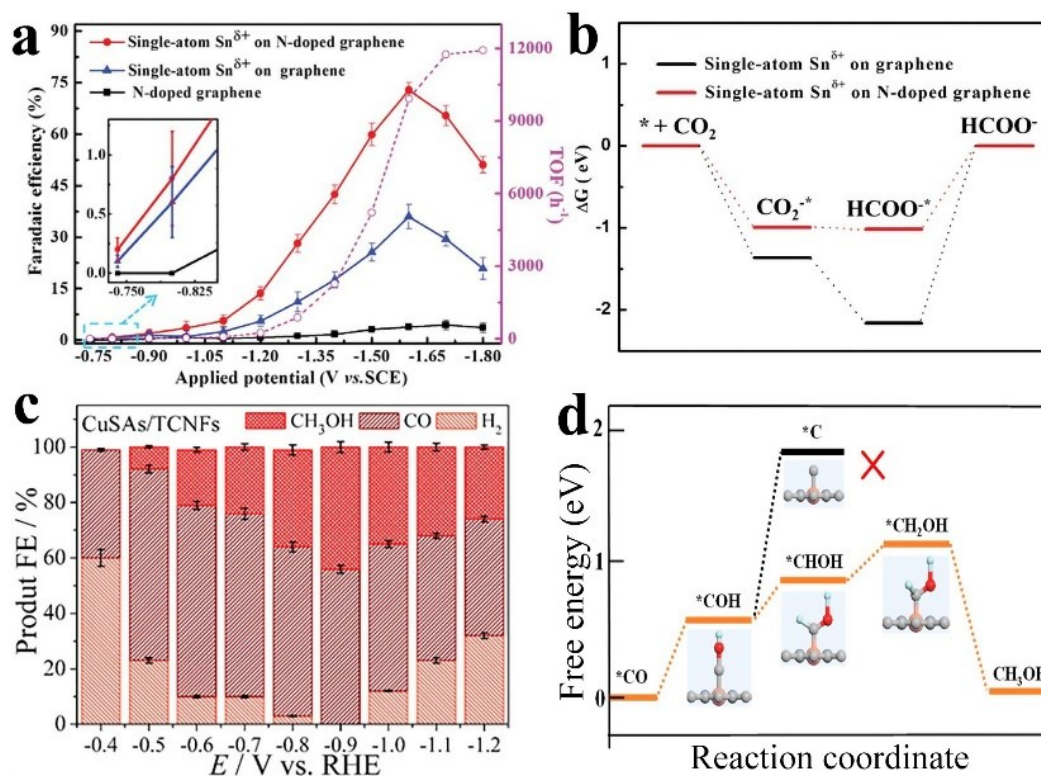 a
90
75
60
45
30
15
0
Faradaic effciency (%)
Single-atom Snδ+ on N-doped graphene
Single-atom Snδ+ on graphene
N-doped graphene
1.0
0.5
0.0
-0.750 -0.825
12000
9000
6000
3000
0
TOF (h-1)
-0.75 -0.90 -1.05 -1.20 -1.35 -1.50 -1.65 -1.80
Applied potential (V vs.SCE)
b
0
-1
-2
ΔG (eV)
Single-atom Snδ+ on graphene
Single-atom Snδ+ on N-doped graphene
* + CO2
HCOO-
CO2-*
HCOO-*
c
CuSAs/TCNFs
CH3OH CO H2
100
80
60
40
20
0
Produt FE / %
-0.4 -0.5 -0.6 -0.7 -0.8 -0.9 -1.0 -1.1 -1.2
E / V vs. RHE
d
2
1
0
Free energy (eV)
*C
*CH2OH
*CHOH
*COH
*CO
CH3OH
Reaction coordinate